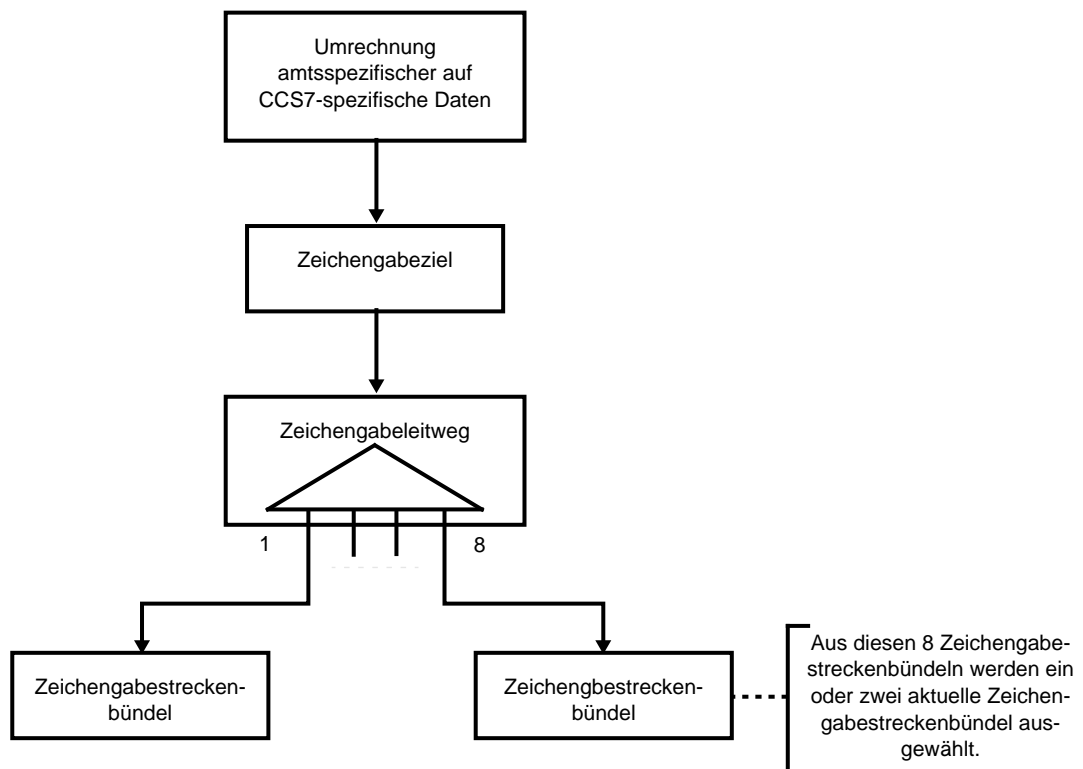 Umrechnung
amtsspezifischer auf
CCS7-spezifische Daten
Zeichengabeziel
Zeichengabeleitweg
1
8
Zeichengabestrecken-
bündel
Zeichengbestrecken-
bündel
Aus diesen 8 Zeichengabe-
streckenbündeln werden ein
oder zwei aktuelle Zeichen-
gabestreckenbündel aus-
gewählt.